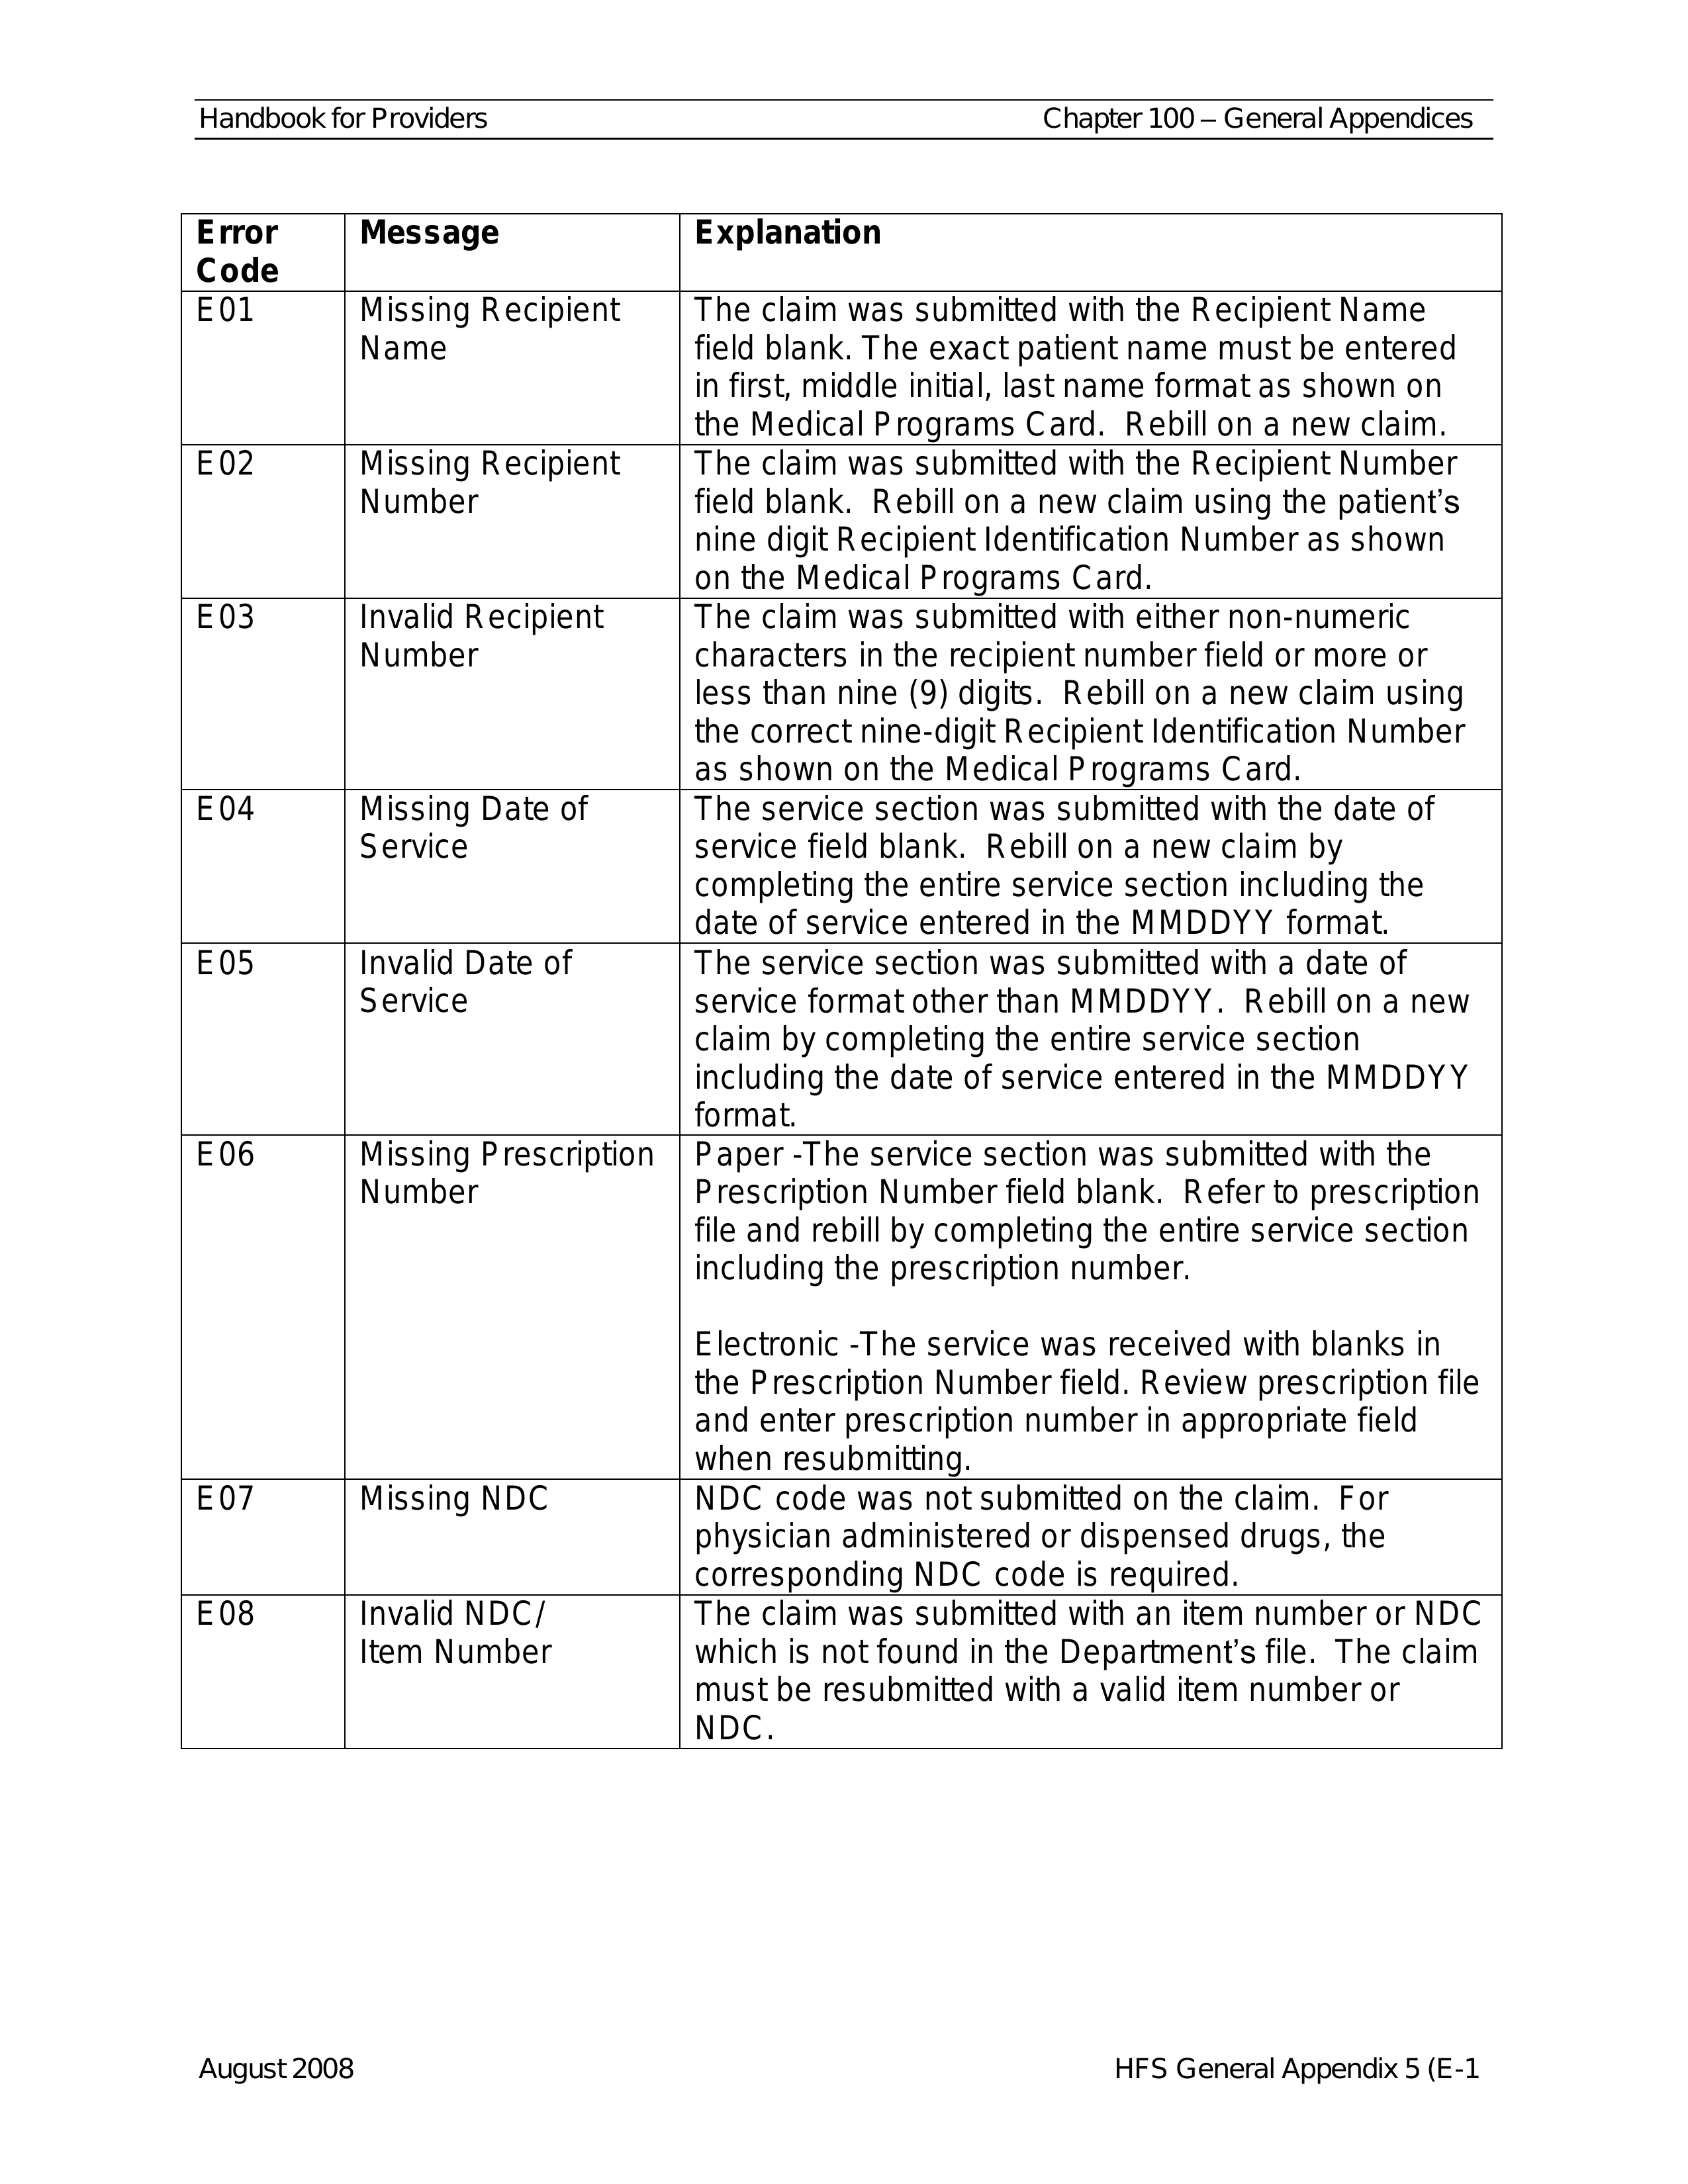 Handbook for Providers Chapter 100 – General Appendices
Error Code Message Explanation
E01 Missing Recipient Name
The claim was submitted with the Recipient Name
field blank. The exact patient name must be entered
in first, middle initial, last name format as shown on
the Medical Programs Card. Rebill on a new claim.
E02 Missing Recipient Number
The claim was submitted with the Recipient Number
field blank. Rebill on a new claim using the patient’s
nine digit Recipient Identification Number as shown
on the Medical Programs Card.
E03 Invalid Recipient Number
The claim was submitted with either non-numeric
characters in the recipient number field or more or
less than nine (9) digits. Rebill on a new claim using
the correct nine-digit Recipient Identification Number
as shown on the Medical Programs Card.
E04 Missing Date of Service
The service section was submitted with the date of
service field blank. Rebill on a new claim by
completing the entire service section including the
date of service entered in the MMDDYY format.
E05 Invalid Date of Service
The service section was submitted with a date of
service format other than MMDDYY. Rebill on a new
claim by completing the entire service section
including the date of service entered in the MMDDYY
format.
E06 Missing Prescription Number
Paper -The service section was submitted with the
Prescription Number field blank. Refer to prescription
file and rebill by completing the entire service section
including the prescription number.
Electronic -The service was received with blanks in
the Prescription Number field. Review prescription file
and enter prescription number in appropriate field
when resubmitting.
E07 Missing NDC
NDC code was not submitted on the claim. For
physician administered or dispensed drugs, the
corresponding NDC code is required.
E08 Invalid NDC/ Item Number
The claim was submitted with an item number or NDC
which is not found in the Department’s file. The claim
must be resubmitted with a valid item number or
NDC.
August 2008 HFS General Appendix 5 (E-1